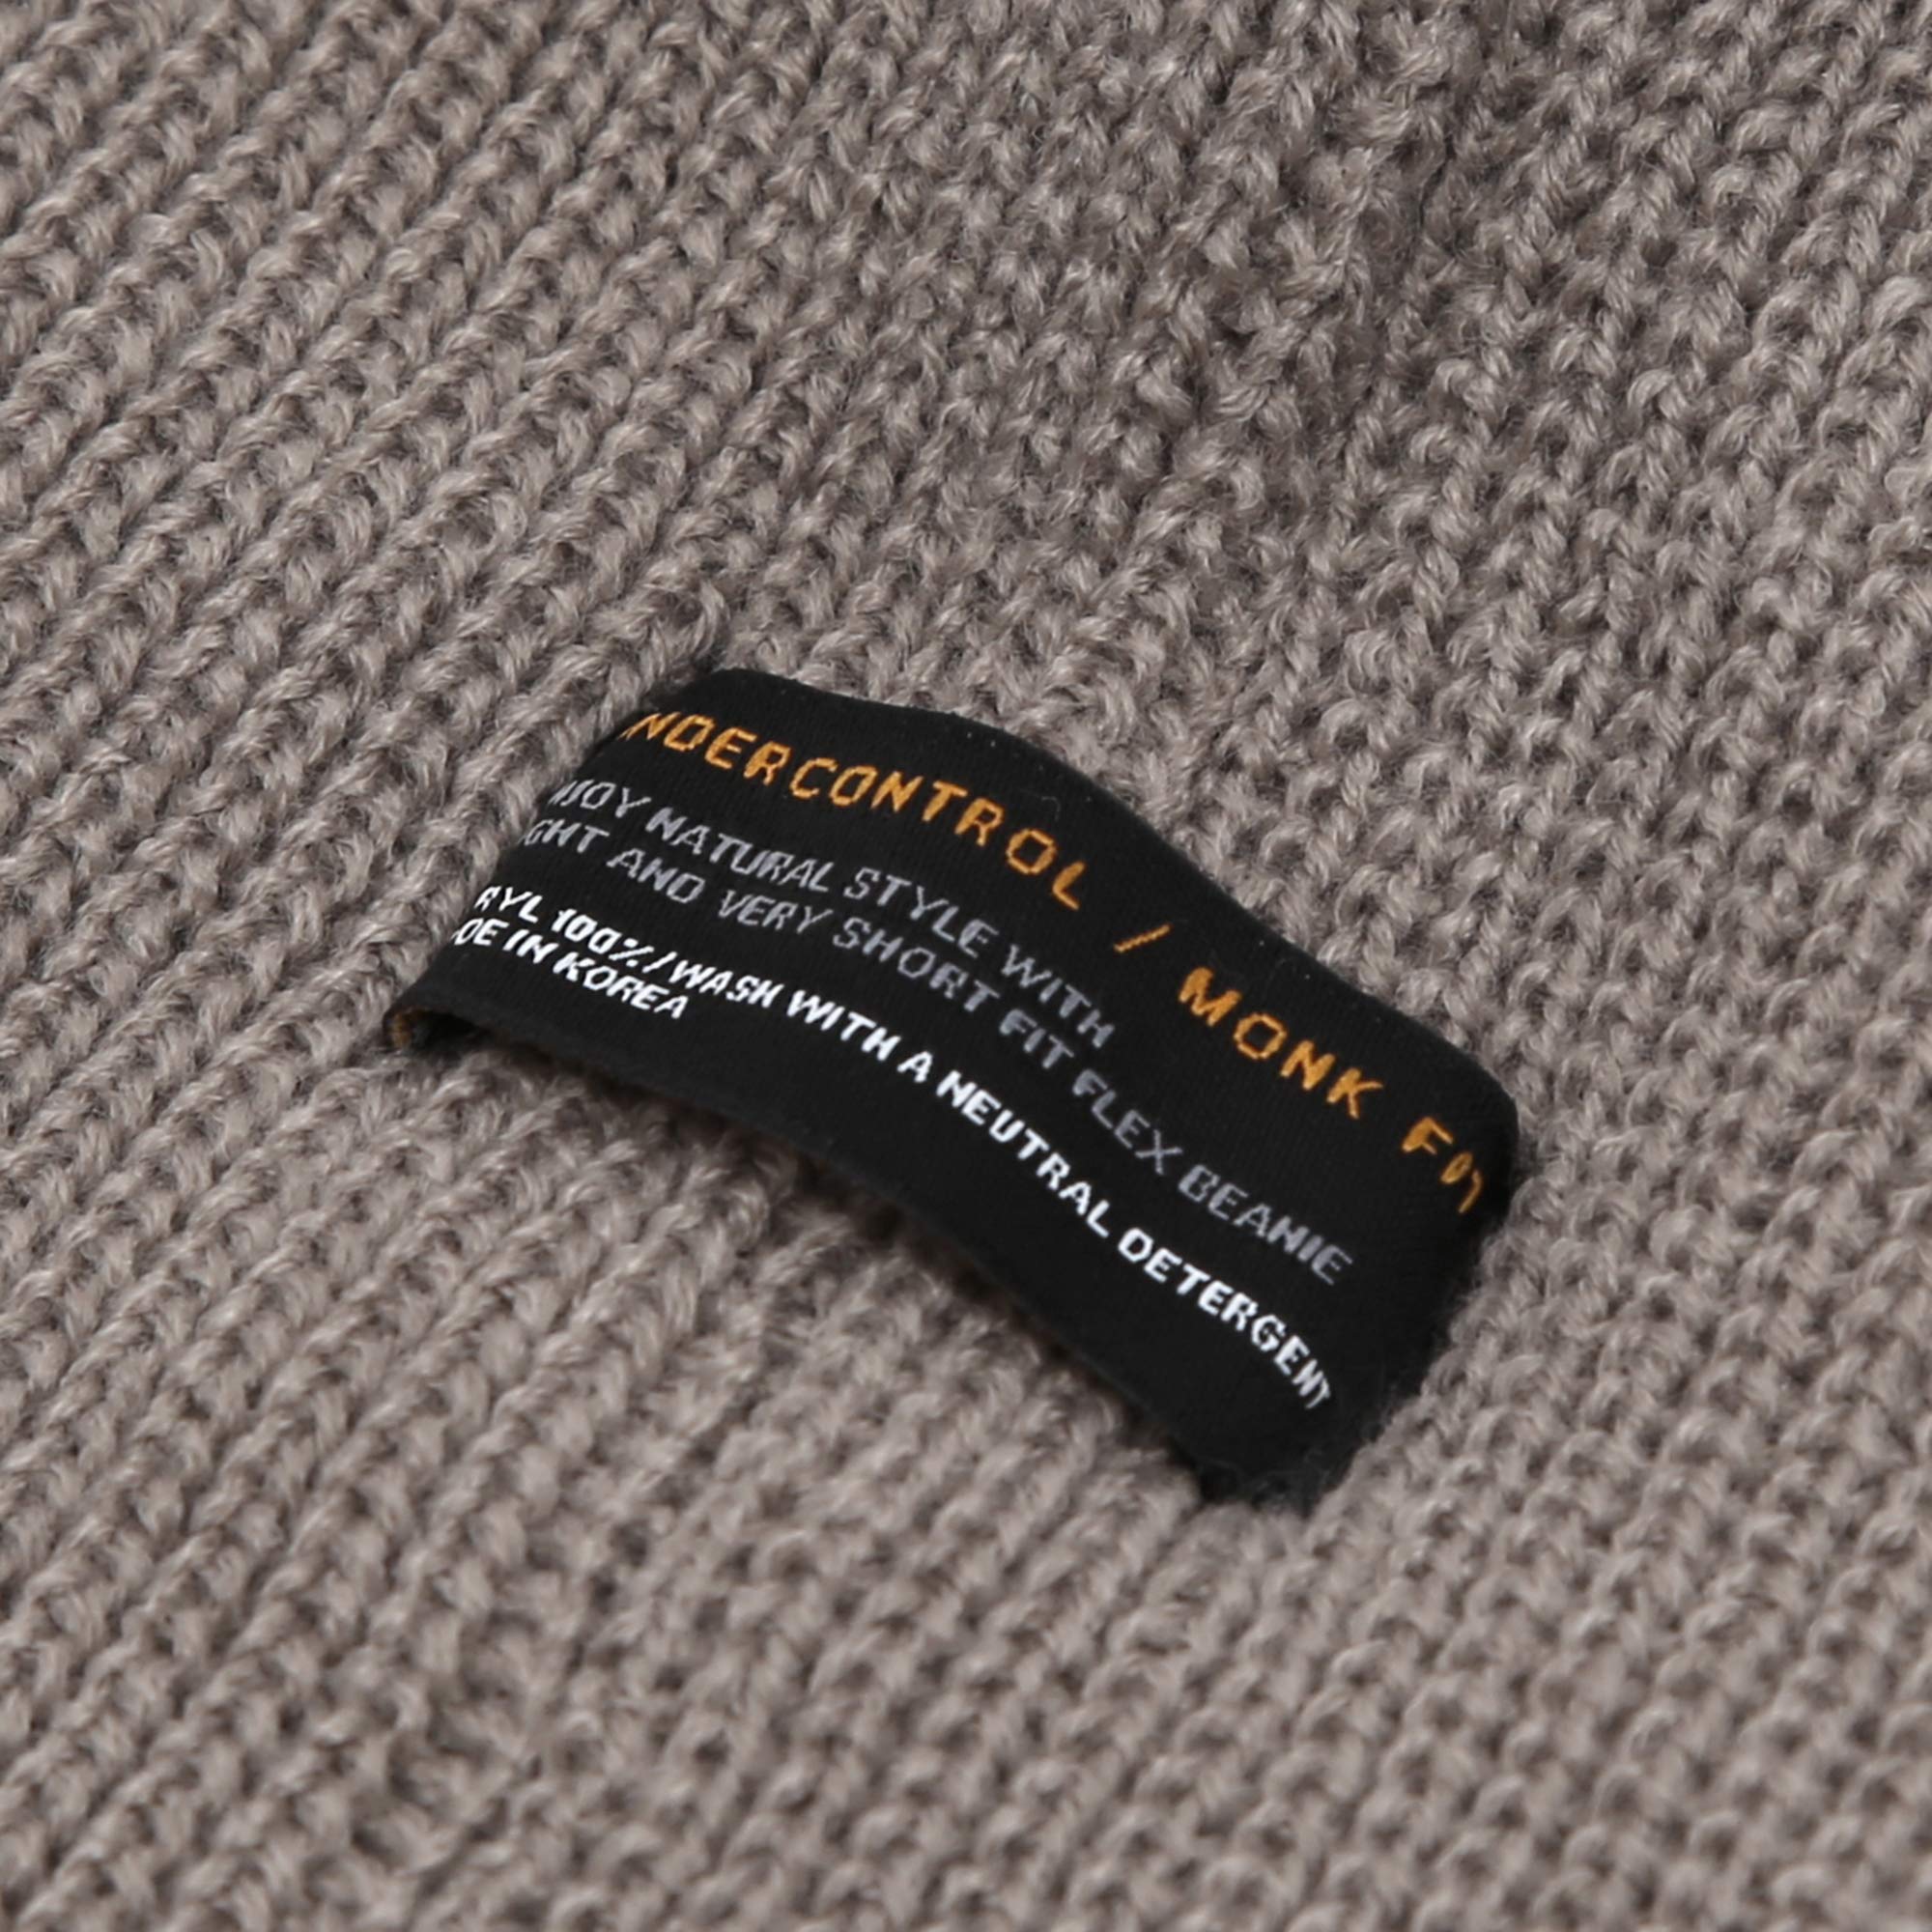 NDERCONTROL / MONK
NJOY NATURAL STYLE WITH
GHT AND VERY SHORT FIT FLEX BEANIE
RYL 100% / WASH WITH A NEUTRAL DETERGENT
DE IN KOREA